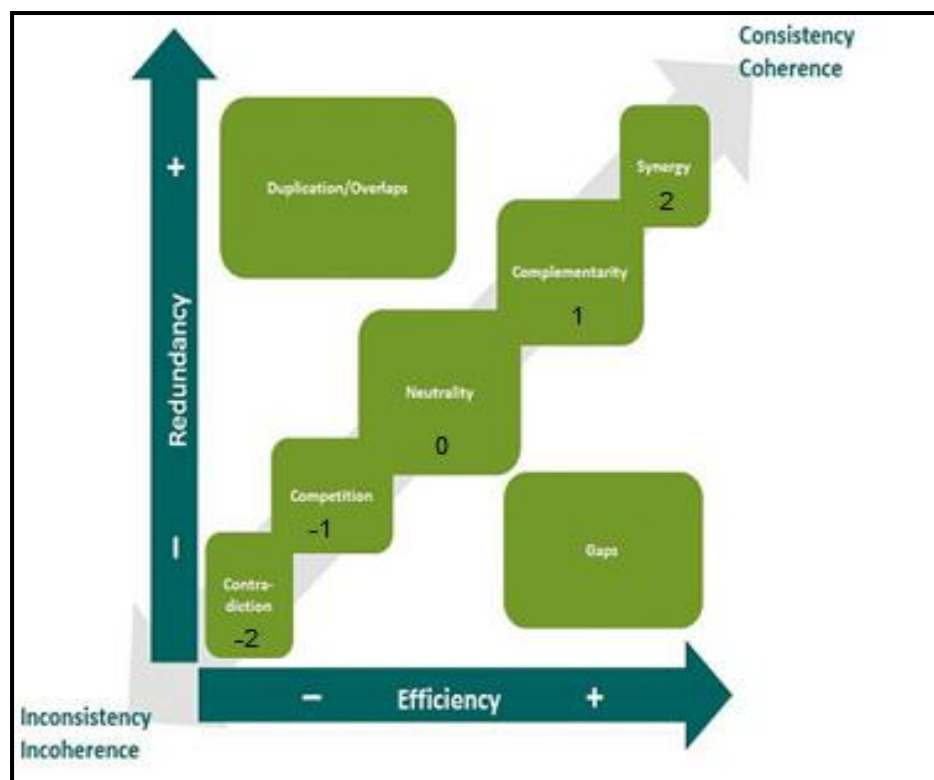 Consistency
Coherence
+
Synergy
2
Duplication/Overlaps
Complementarity
1
Redundancy
Neutrality
0
Competition
-1
–
Gaps
Contra-
diction
-2
– Efficiency +
Inconsistency
Incoherence